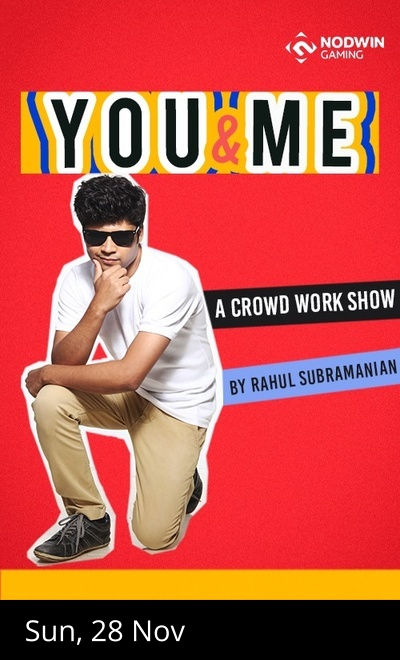 NODWIN
GAMING
YOU & ME
A CROWD WORK SHOW
BY RAHUL SUBRAMANIAN
Sun, 28 Nov